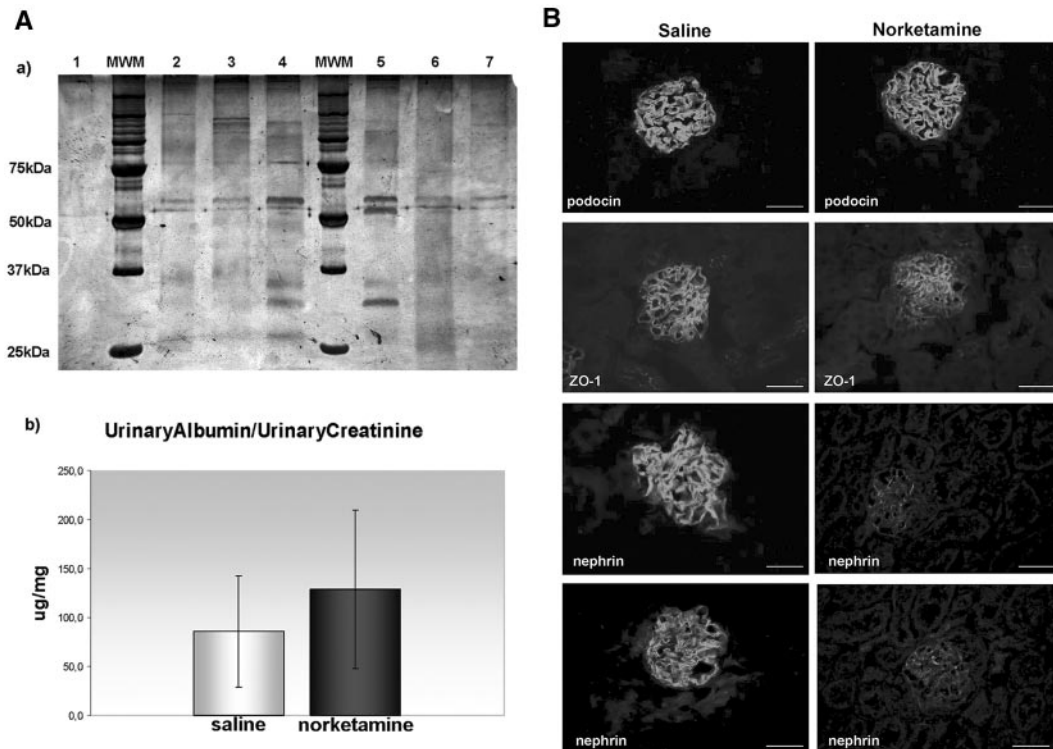 A
a)
1 MWM 2 3 4 MWM 5 6 7
75kDa
50kDa
37kDa
25kDa
b)
UrinaryAlbumin/UrinaryCreatinine
250,0
200,0
150,0
100,0
50,0
0,0
ug/mg
saline norketamine
B
Saline Norketamine
podocin podocin
ZO-1 ZO-1
nephrin nephrin
nephrin nephrin